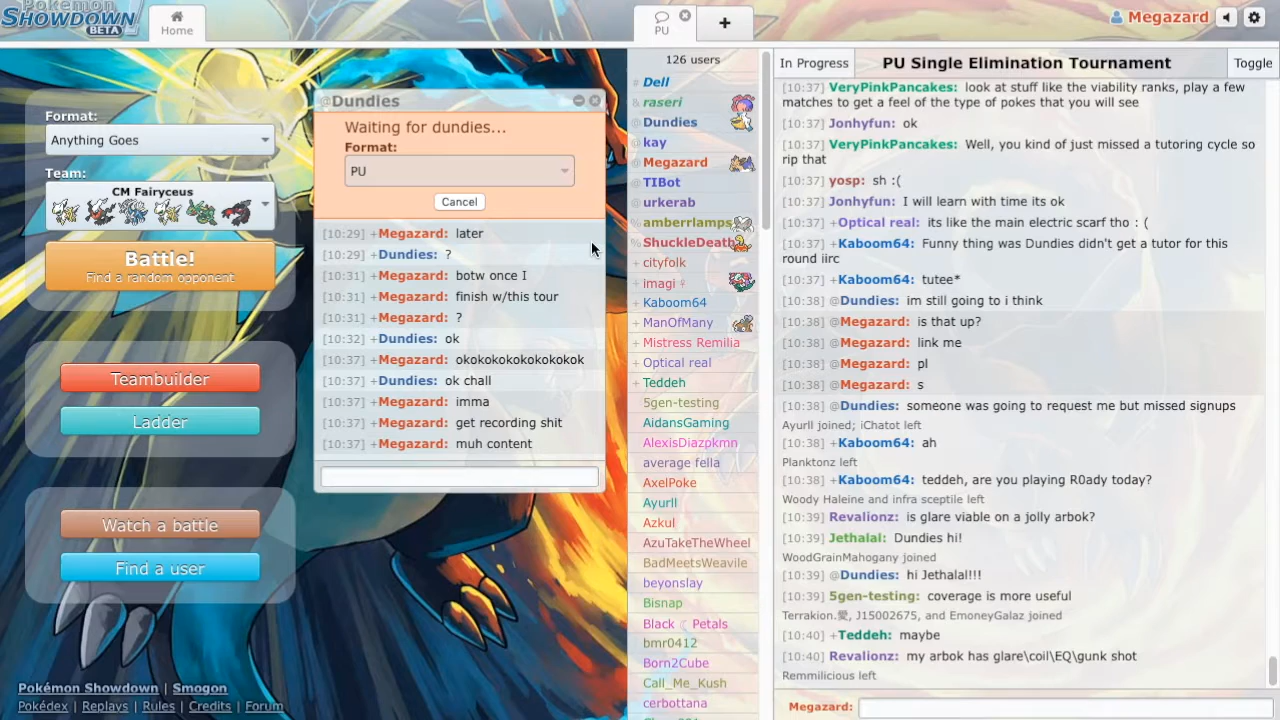 Pokémon
SHOWDOWN
BETA
Home
PU
+
Megazard
Format:
Anything Goes
Team:
CM Fairyceus
Battle!
Find a random opponent
Teambuilder
Ladder
Watch a battle
Find a user
Pokémon Showdown | Smogon
Pokédex | Replays | Rules | Credits | Forum
@Dundies
Waiting for dundies...
Format:
PU
Cancel
[10:29] +Megazard: later
[10:29] +Dundies: ?
[10:31] +Megazard: botw once I
[10:31] +Megazard: finish w/this tour
[10:31] +Megazard: ?
[10:32] +Dundies: ok
[10:37] +Megazard: okokokokokokokokok
[10:37] +Dundies: ok chall
[10:37] +Megazard: imma
[10:37] +Megazard: get recording shit
[10:37] +Megazard: muh content
126 users
# Dell
& raseri
@ Dundies
@ kay
@ Megazard
@ TIBot
@ urkerab
% amberrlamps
% ShuckleDeath
+ cityfolk
+ imagi ♀
+ Kaboom64
+ ManOfMany
+ Mistress Remilia
+ Optical real
+ Teddeh
5gen-testing
AidansGaming
AlexisDiazpkmn
average fella
AxelPoke
Ayurll
Azkul
AzuTakeTheWheel
BadMeetsWeavile
beyonslay
Bisnap
Black ☾ Petals
bmr0412
Born2Cube
Call_Me_Kush
cerbottana
In Progress
PU Single Elimination Tournament
Toggle
[10:37] VeryPinkPancakes: look at stuff like the viability ranks, play a few
matches to get a feel of the type of pokes that you will see
[10:37] Jonhyfun: ok
[10:37] VeryPinkPancakes: Well, you kind of just missed a tutoring cycle so
rip that
[10:37] yosp: sh :(
[10:37] Jonhyfun: I will learn with time its ok
[10:37] +Optical real: its like the main electric scarf tho : (
[10:37] +Kaboom64: Funny thing was Dundies didn't get a tutor for this
round iirc
[10:37] +Kaboom64: tutee*
[10:38] @Dundies: im still going to i think
[10:38] @Megazard: is that up?
[10:38] @Megazard: link me
[10:38] @Megazard: pl
[10:38] @Megazard: s
[10:38] @Dundies: someone was going to request me but missed signups
Ayurll joined; iChatot left
[10:38] +Kaboom64: ah
Planktonz left
[10:38] +Kaboom64: teddeh, are you playing R0ady today?
Woody Haleine and infra sceptile left
[10:39] Revalionz: is glare viable on a jolly arbok?
[10:39] Jethalal: Dundies hi!
WoodGrainMahogany joined
[10:39] @Dundies: hi Jethalal!!!
[10:39] 5gen-testing: coverage is more useful
Terrakion.愛, J15002675, and EmoneyGalaz joined
[10:40] +Teddeh: maybe
[10:40] Revalionz: my arbok has glare\coil\EQ\gunk shot
Remmilicious left
Megazard: